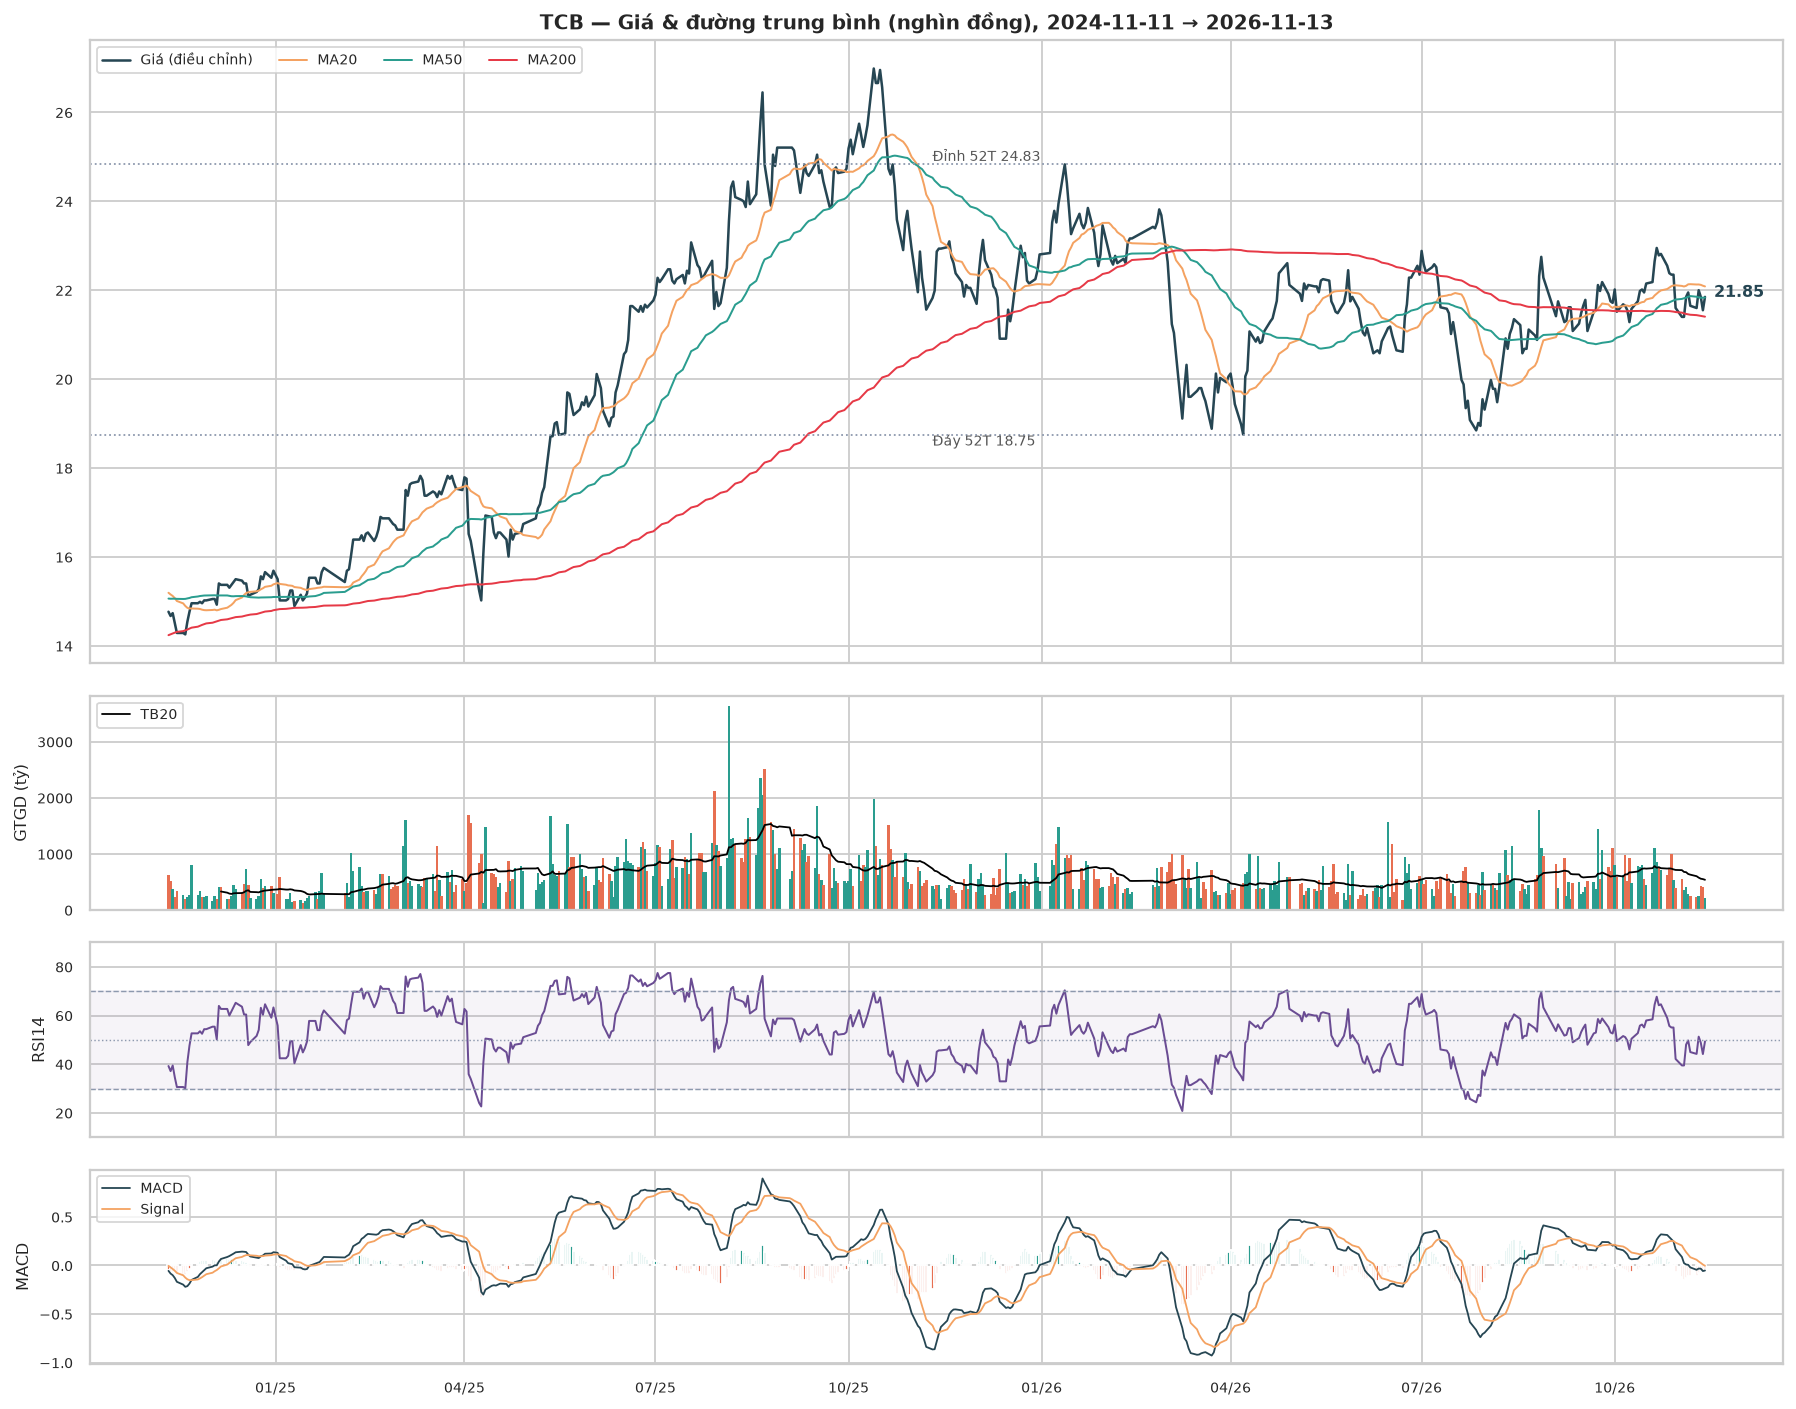 TCB — Giá & đường trung bình (nghìn đồng), 2024-11-11 → 2026-11-13
Giá (điều chỉnh) MA20 MA50 MA200
26
24
22
20
18
16
14
Đỉnh 52T 24.83
21.85
Đáy 52T 18.75
TB20
GTGD (tỷ)
3000
2000
1000
0
RSI14
80
60
40
20
MACD
Signal
MACD
0.5
0.0
−0.5
−1.0
01/25 04/25 07/25 10/25 01/26 04/26 07/26 10/26